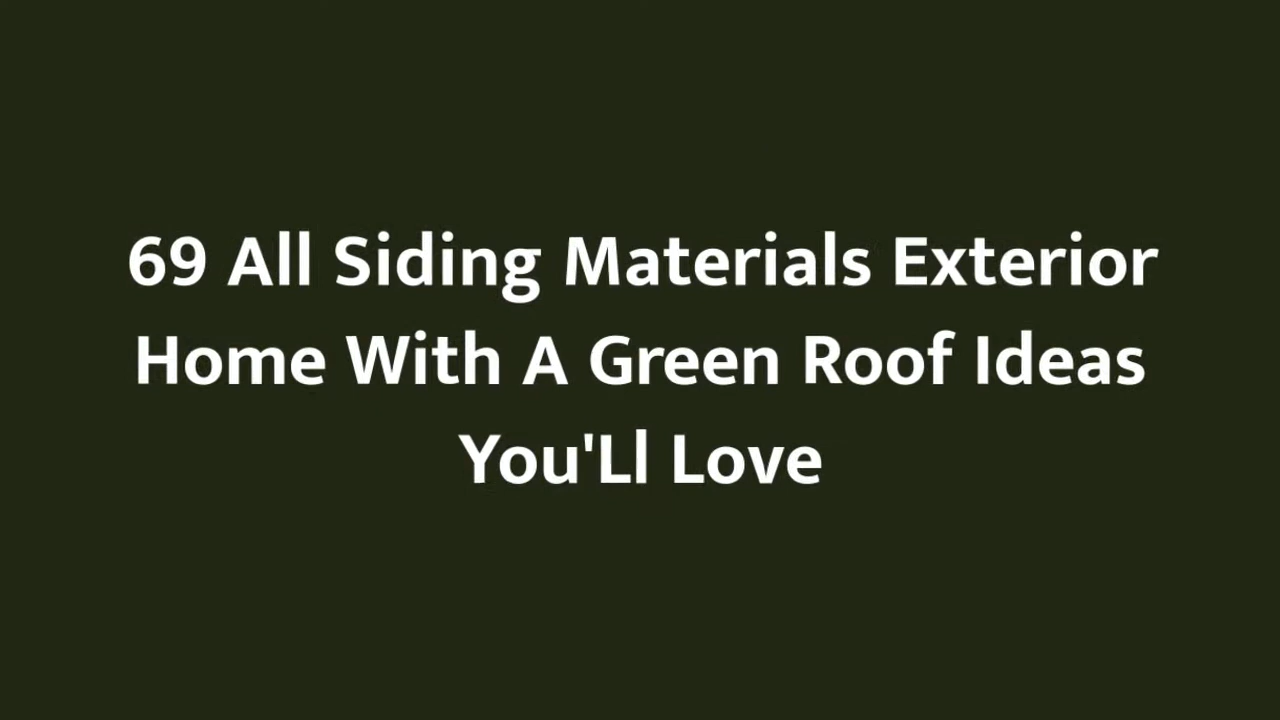 69 All Siding Materials Exterior
Home With A Green Roof Ideas
You'Ll Love